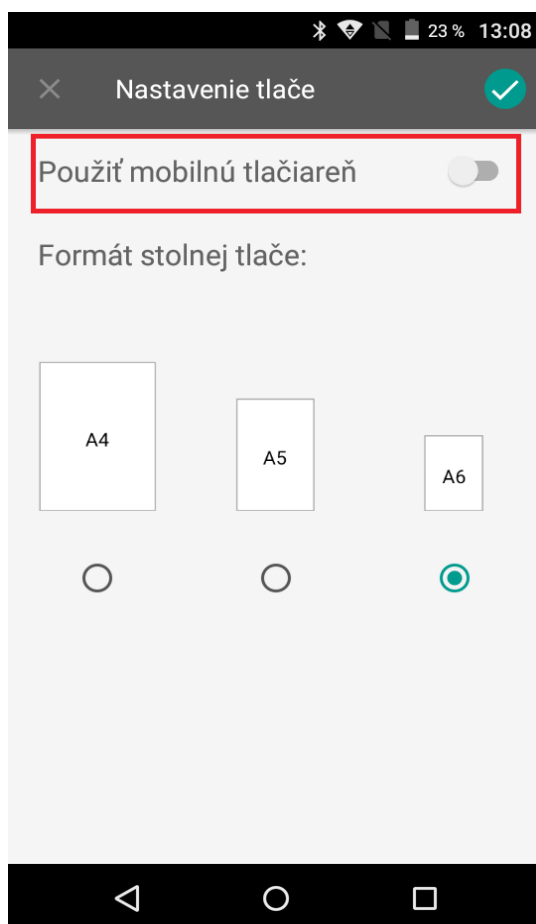 23 % 13:08
Nastavenie tlače
Použiť mobilnú tlačiareň
Formát stolnej tlače:
A4
A5
A6